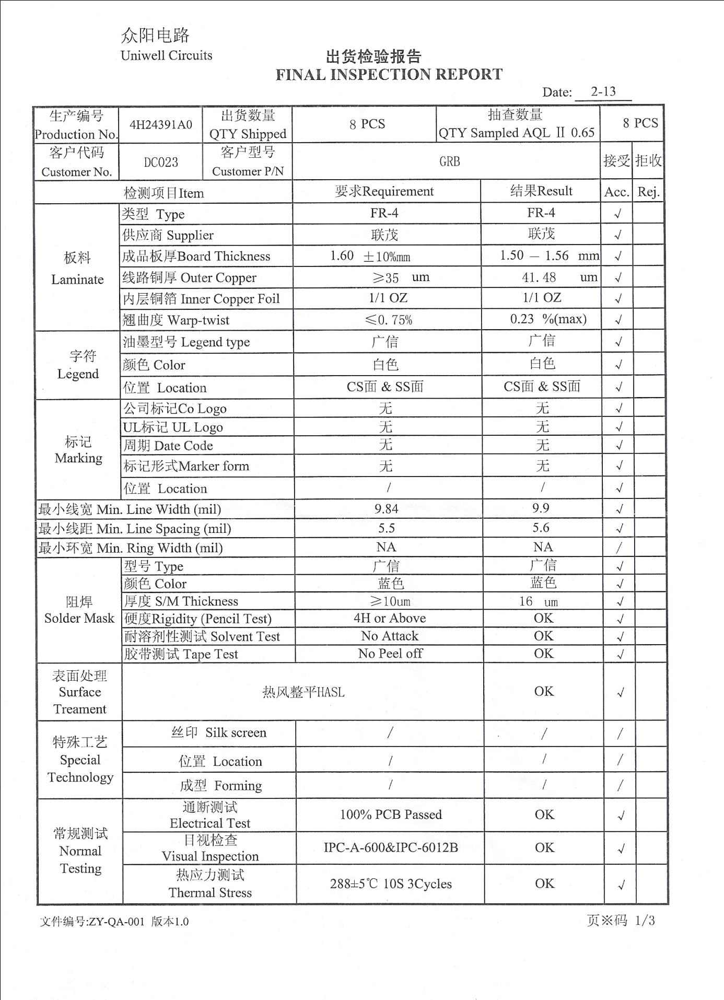 众阳电路
Uniwell Circuits
出货检验报告
FINAL INSPECTION REPORT
Date: 2-13
生产编号 4H24391A0 出货数量 8 PCS 抽查数量 8 PCS
Production No. QTY Shipped QTY Sampled AQL Ⅱ 0.65
客户代码 DC023 客户型号 GRB 接受 拒收
Customer No. Customer P/N
检测项目Item 要求Requirement 结果Result Acc. Rej.
板料
Laminate
类型 Type FR-4 FR-4 √
供应商 Supplier 联茂 联茂 √
成品板厚Board Thickness 1.60 ±10%mm 1.50 — 1.56 mm √
线路铜厚 Outer Copper ≥35 um 41.48 um √
内层铜箔 Inner Copper Foil 1/1 OZ 1/1 OZ √
翘曲度 Warp-twist ≤0.75% 0.23 %(max) √
字符
Legend
油墨型号 Legend type 广信 广信 √
颜色 Color 白色 白色 √
位置 Location CS面 & SS面 CS面 & SS面 √
标记
Marking
公司标记Co Logo 无 无 √
UL标记 UL Logo 无 无 √
周期 Date Code 无 无 √
标记形式Marker form 无 无 √
位置 Location / / √
最小线宽 Min. Line Width (mil) 9.84 9.9 √
最小线距 Min. Line Spacing (mil) 5.5 5.6 √
最小环宽 Min. Ring Width (mil) NA NA /
阻焊
Solder Mask
型号 Type 广信 广信 √
颜色 Color 蓝色 蓝色 √
厚度 S/M Thickness ≥10um 16 um √
硬度Rigidity (Pencil Test) 4H or Above OK √
耐溶剂性测试 Solvent Test No Attack OK √
胶带测试 Tape Test No Peel off OK √
表面处理
Surface
Treament
热风整平HASL OK √
特殊工艺
Special
Technology
丝印 Silk screen / / /
位置 Location / / /
成型 Forming / / /
常规测试
Normal
Testing
通断测试
Electrical Test 100% PCB Passed OK √
目视检查
Visual Inspection IPC-A-600&IPC-6012B OK √
热应力测试
Thermal Stress 288±5℃ 10S 3Cycles OK √
文件编号:ZY-QA-001 版本1.0 页※码 1/3